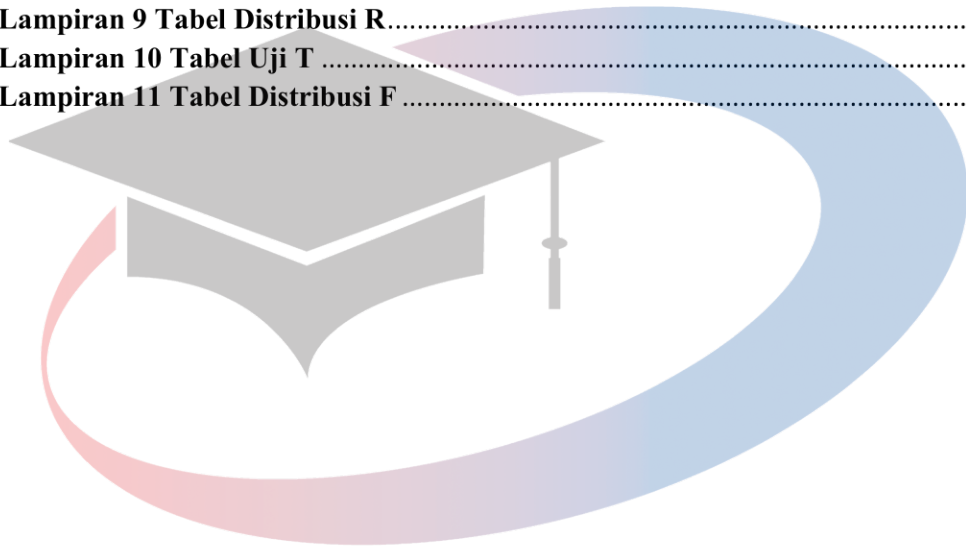 Lampiran 9 Tabel Distribusi R..............................................................................
Lampiran 10 Tabel Uji T .......................................................................................
Lampiran 11 Tabel Distribusi F ............................................................................